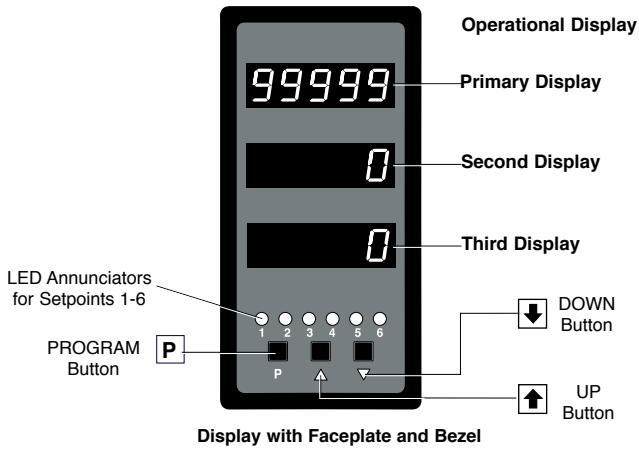 Operational Display
99999
Primary Display
0
Second Display
0
Third Display
LED Annunciators
for Setpoints 1-6
1 2 3 4 5 6
PROGRAM
Button
P
P
DOWN
Button
UP
Button
Display with Faceplate and Bezel